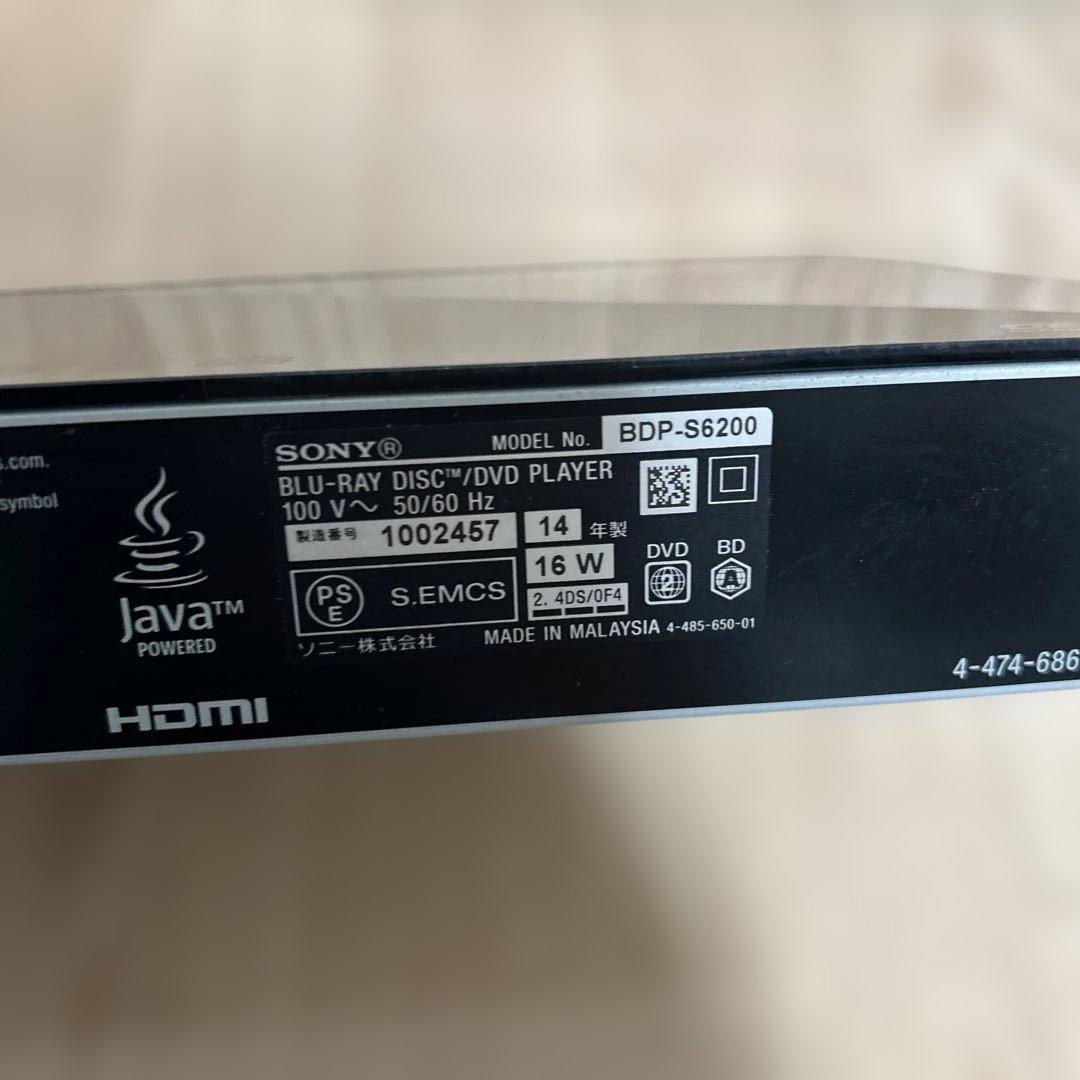 s.com.
symbol
Java™
POWERED
HDMI
SONY®
MODEL No. BDP-S6200
BLU-RAY DISC™/DVD PLAYER
100 V～ 50/60 Hz
製造番号 1002457
14 年製
16 W
PS
E
S.EMCS
2. 4DS/0F4
DVD
2
BD
A
ソニー株式会社
MADE IN MALAYSIA 4-485-650-01
4-474-686